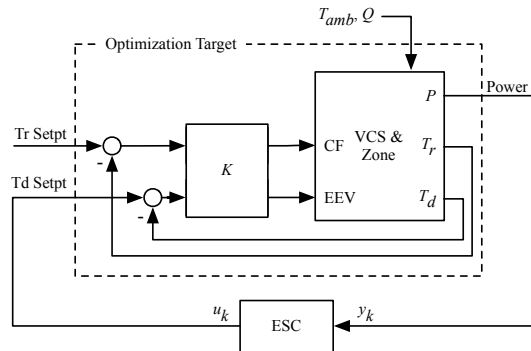 T_amb, Q
Optimization Target
P
Power
Tr Setpt
-
K
CF
VCS &
Zone
T_r
Td Setpt
-
EEV
T_d
u_k
ESC
y_k